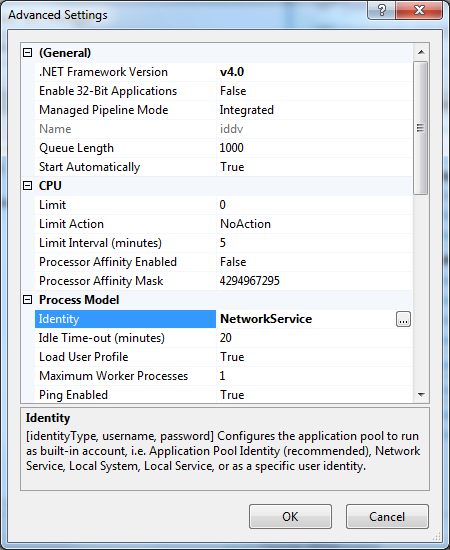 Advanced Settings
(General)
.NET Framework Version v4.0
Enable 32-Bit Applications False
Managed Pipeline Mode Integrated
Name iddv
Queue Length 1000
Start Automatically True
CPU
Limit 0
Limit Action NoAction
Limit Interval (minutes) 5
Processor Affinity Enabled False
Processor Affinity Mask 4294967295
Process Model
Identity NetworkService ...
Idle Time-out (minutes) 20
Load User Profile True
Maximum Worker Processes 1
Ping Enabled True
Identity
[identityType, username, password] Configures the application pool to run
as built-in account, i.e. Application Pool Identity (recommended), Network
Service, Local System, Local Service, or as a specific user identity.
OK Cancel